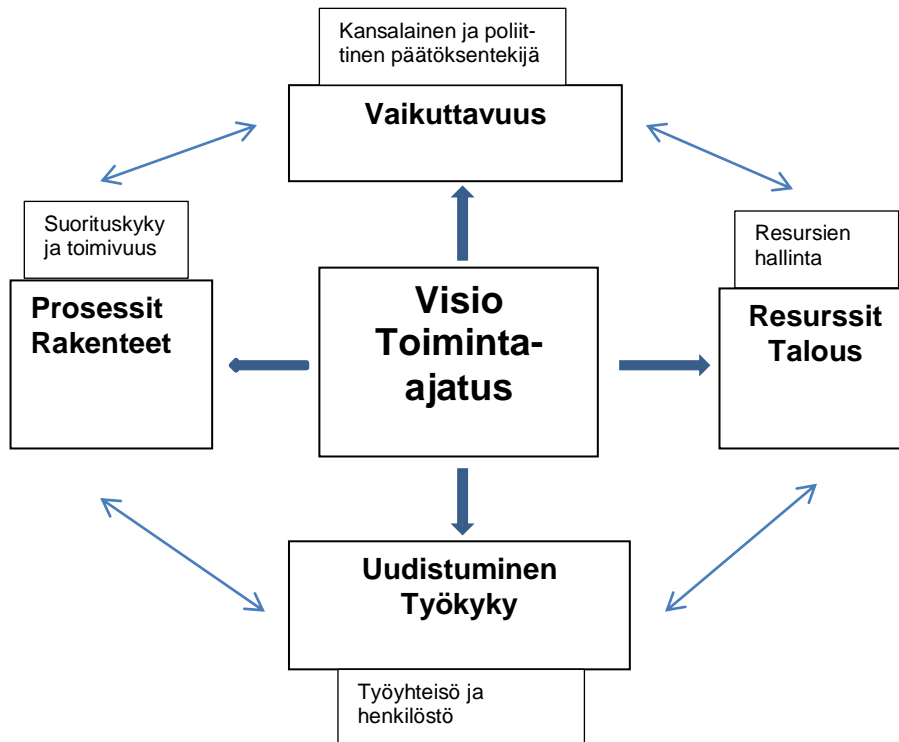 Kansalainen ja poliit-
tinen päätöksentekijä
Vaikuttavuus
Suorituskyky
ja toimivuus
Prosessit
Rakenteet
Visio
Toiminta-
ajatus
Resursien
hallinta
Resurssit
Talous
Uudistuminen
Työkyky
Työyhteisö ja
henkilöstö